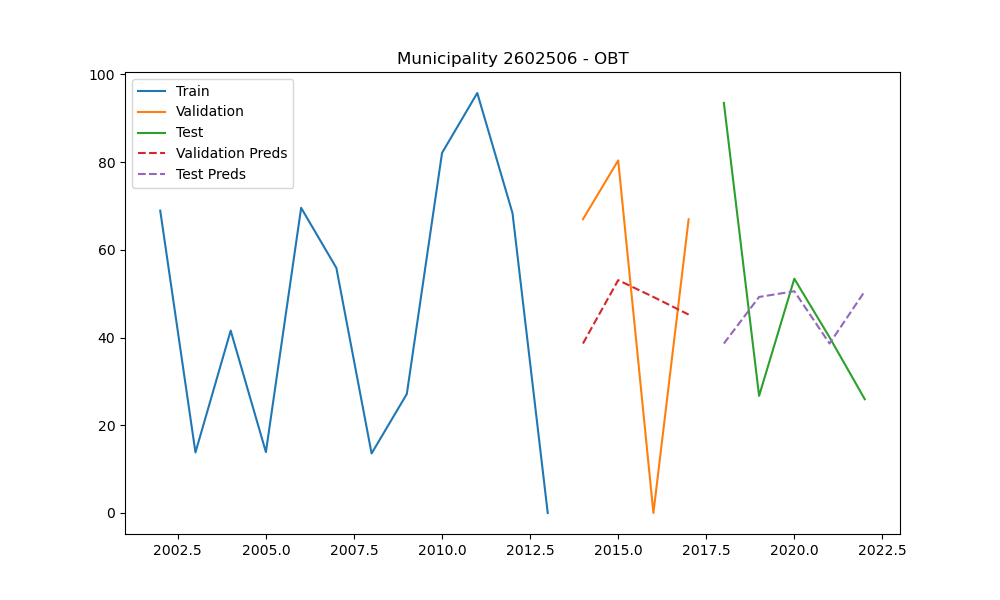 Municipality 2602506 - OBT
100
80
60
40
20
0
Train
Validation
Test
Validation Preds
Test Preds
2002.5 2005.0 2007.5 2010.0 2012.5 2015.0 2017.5 2020.0 2022.5